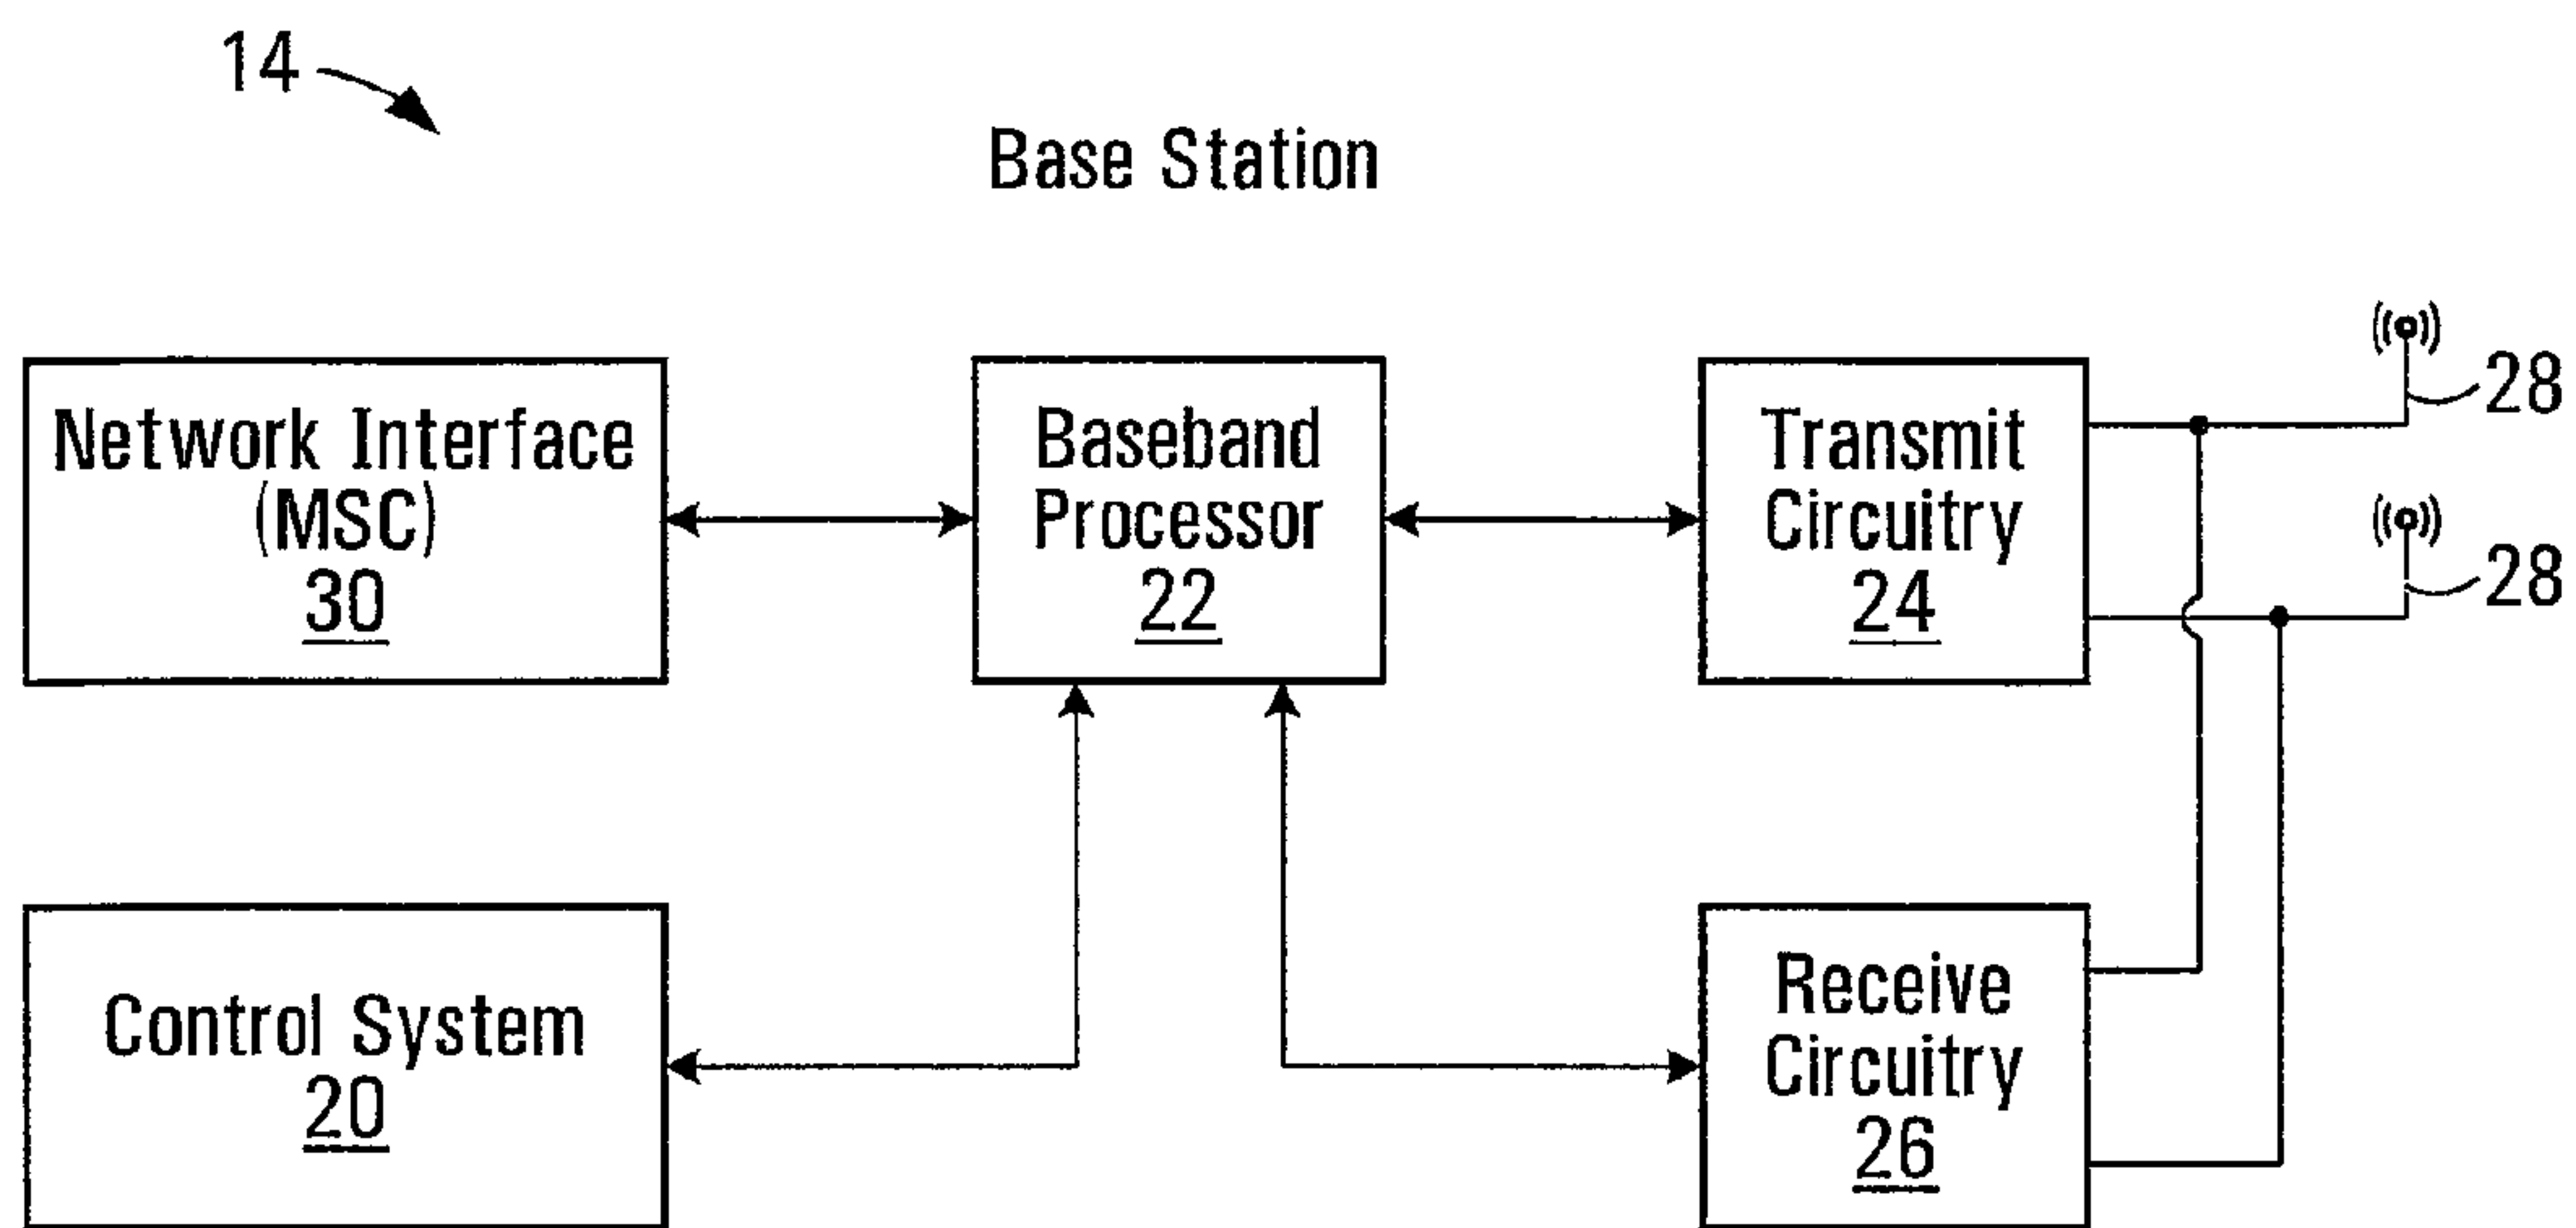 14
Base Station
Network Interface
(MSC)
30
Baseband
Processor
22
Transmit
Circuitry
24
28
28
Control System
20
Receive
Circuitry
26